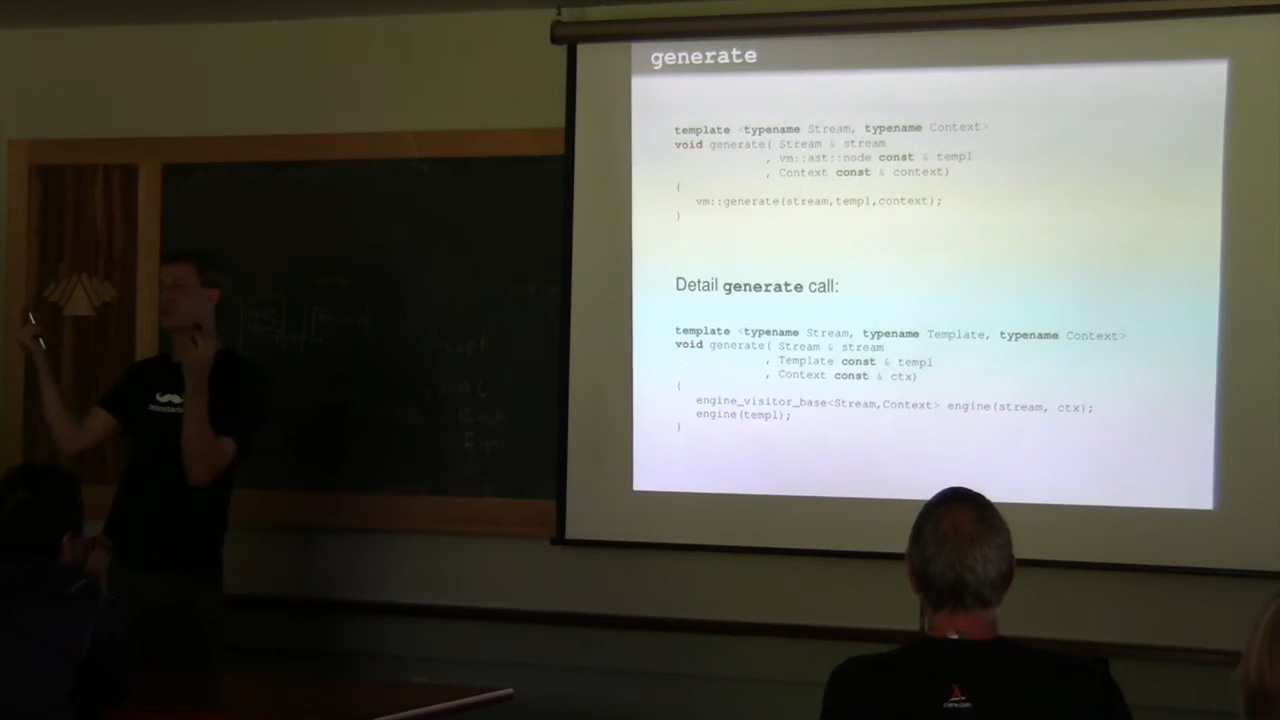 generate
template <typename Stream, typename Context>
void generate( Stream & stream
, vm::ast::node const & templ
, Context const & context)
{
vm::generate(stream,templ,context);
}
Detail generate call:
template <typename Stream, typename Template, typename Context>
void generate( Stream & stream
, Template const & templ
, Context const & ctx)
{
engine_visitor_base<Stream,Context> engine(stream, ctx);
engine(templ);
}